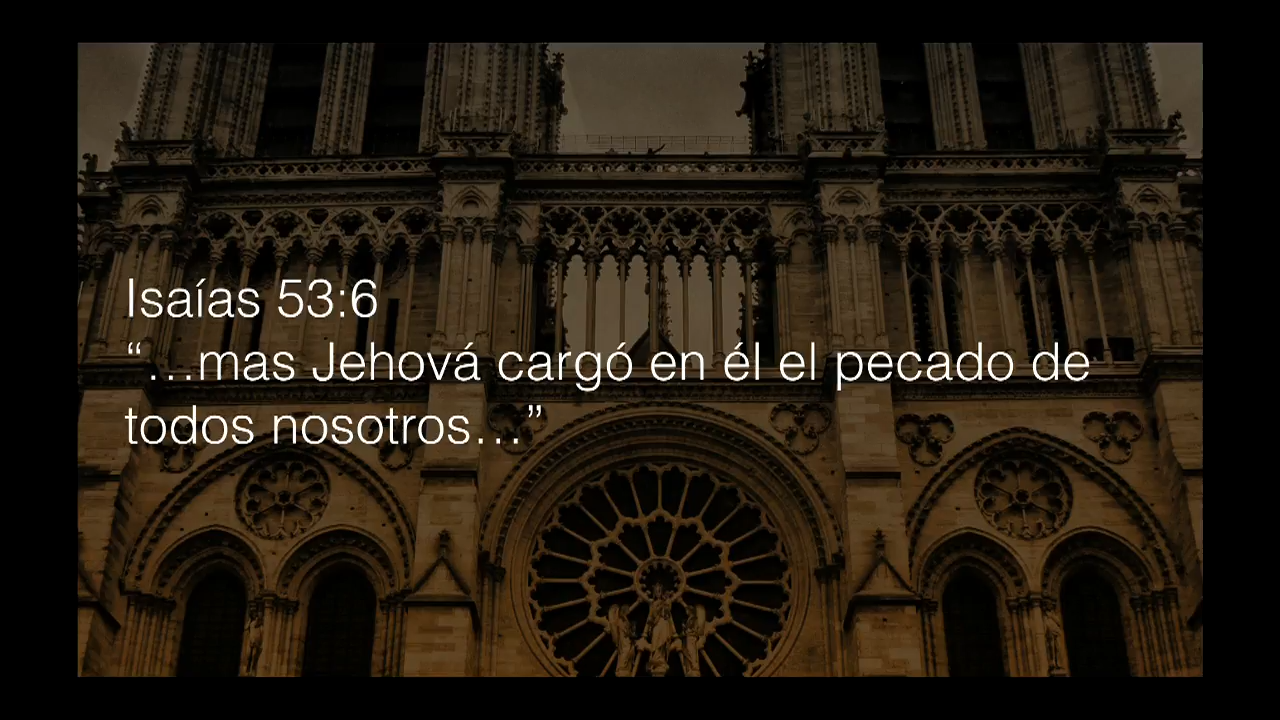 Isaías 53:6
“…mas Jehová cargó en él el pecado de
todos nosotros…”